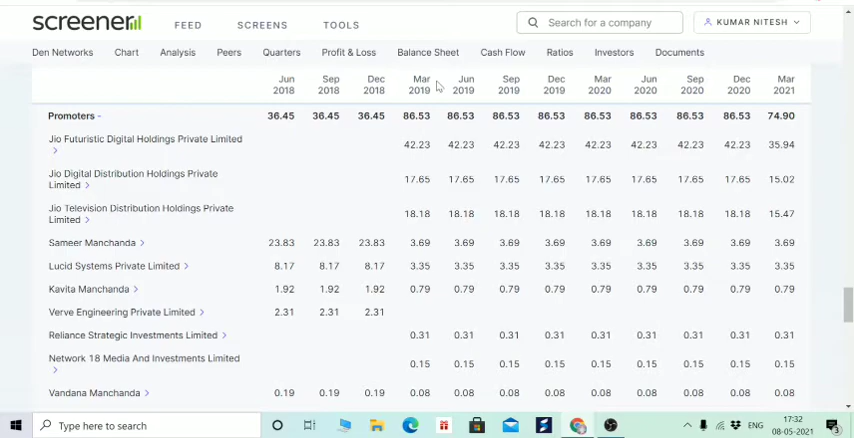 screener
FEED
SCREENS
TOOLS
Search for a company
KUMAR NITESH
Den Networks
Chart
Analysis
Peers
Quarters
Profit & Loss
Balance Sheet
Cash Flow
Ratios
Investors
Documents
Jun 2018
Sep 2018
Dec 2018
Mar 2019
Jun 2019
Sep 2019
Dec 2019
Mar 2020
Jun 2020
Sep 2020
Dec 2020
Mar 2021
Promoters - 36.45 36.45 36.45 86.53 86.53 86.53 86.53 86.53 86.53 86.53 86.53 74.90
Jio Futuristic Digital Holdings Private Limited 42.23 42.23 42.23 42.23 42.23 42.23 42.23 42.23 35.94
Jio Digital Distribution Holdings Private
Limited 17.65 17.65 17.65 17.65 17.65 17.65 17.65 17.65 15.02
Jio Television Distribution Holdings Private
Limited 18.18 18.18 18.18 18.18 18.18 18.18 18.18 18.18 15.47
Sameer Manchanda 23.83 23.83 23.83 3.69 3.69 3.69 3.69 3.69 3.69 3.69 3.69 3.69
Lucid Systems Private Limited 8.17 8.17 8.17 3.35 3.35 3.35 3.35 3.35 3.35 3.35 3.35 3.35
Kavita Manchanda 1.92 1.92 1.92 0.79 0.79 0.79 0.79 0.79 0.79 0.79 0.79 0.79
Verve Engineering Private Limited 2.31 2.31 2.31
Reliance Strategic Investments Limited 0.31 0.31 0.31 0.31 0.31 0.31 0.31 0.31 0.31
Network 18 Media And Investments Limited 0.15 0.15 0.15 0.15 0.15 0.15 0.15 0.15 0.15
Vandana Manchanda 0.19 0.19 0.19 0.08 0.08 0.08 0.08 0.08 0.08 0.08 0.08 0.08
Type here to search
ENG
17:32
08-05-2021
3